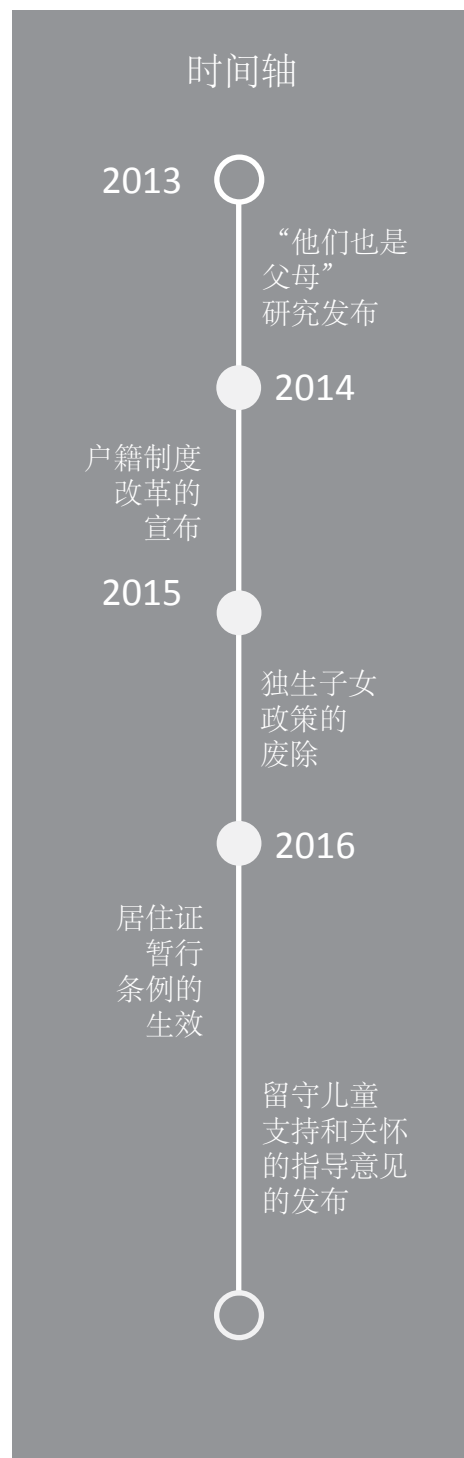 时间轴
2013
“他们也是
父母”
研究发布
2014
户籍制度
改革的
宣布
2015
独生子女
政策的
废除
2016
居住证
暂行
条例的
生效
留守儿童
支持和关怀
的指导意见
的发布